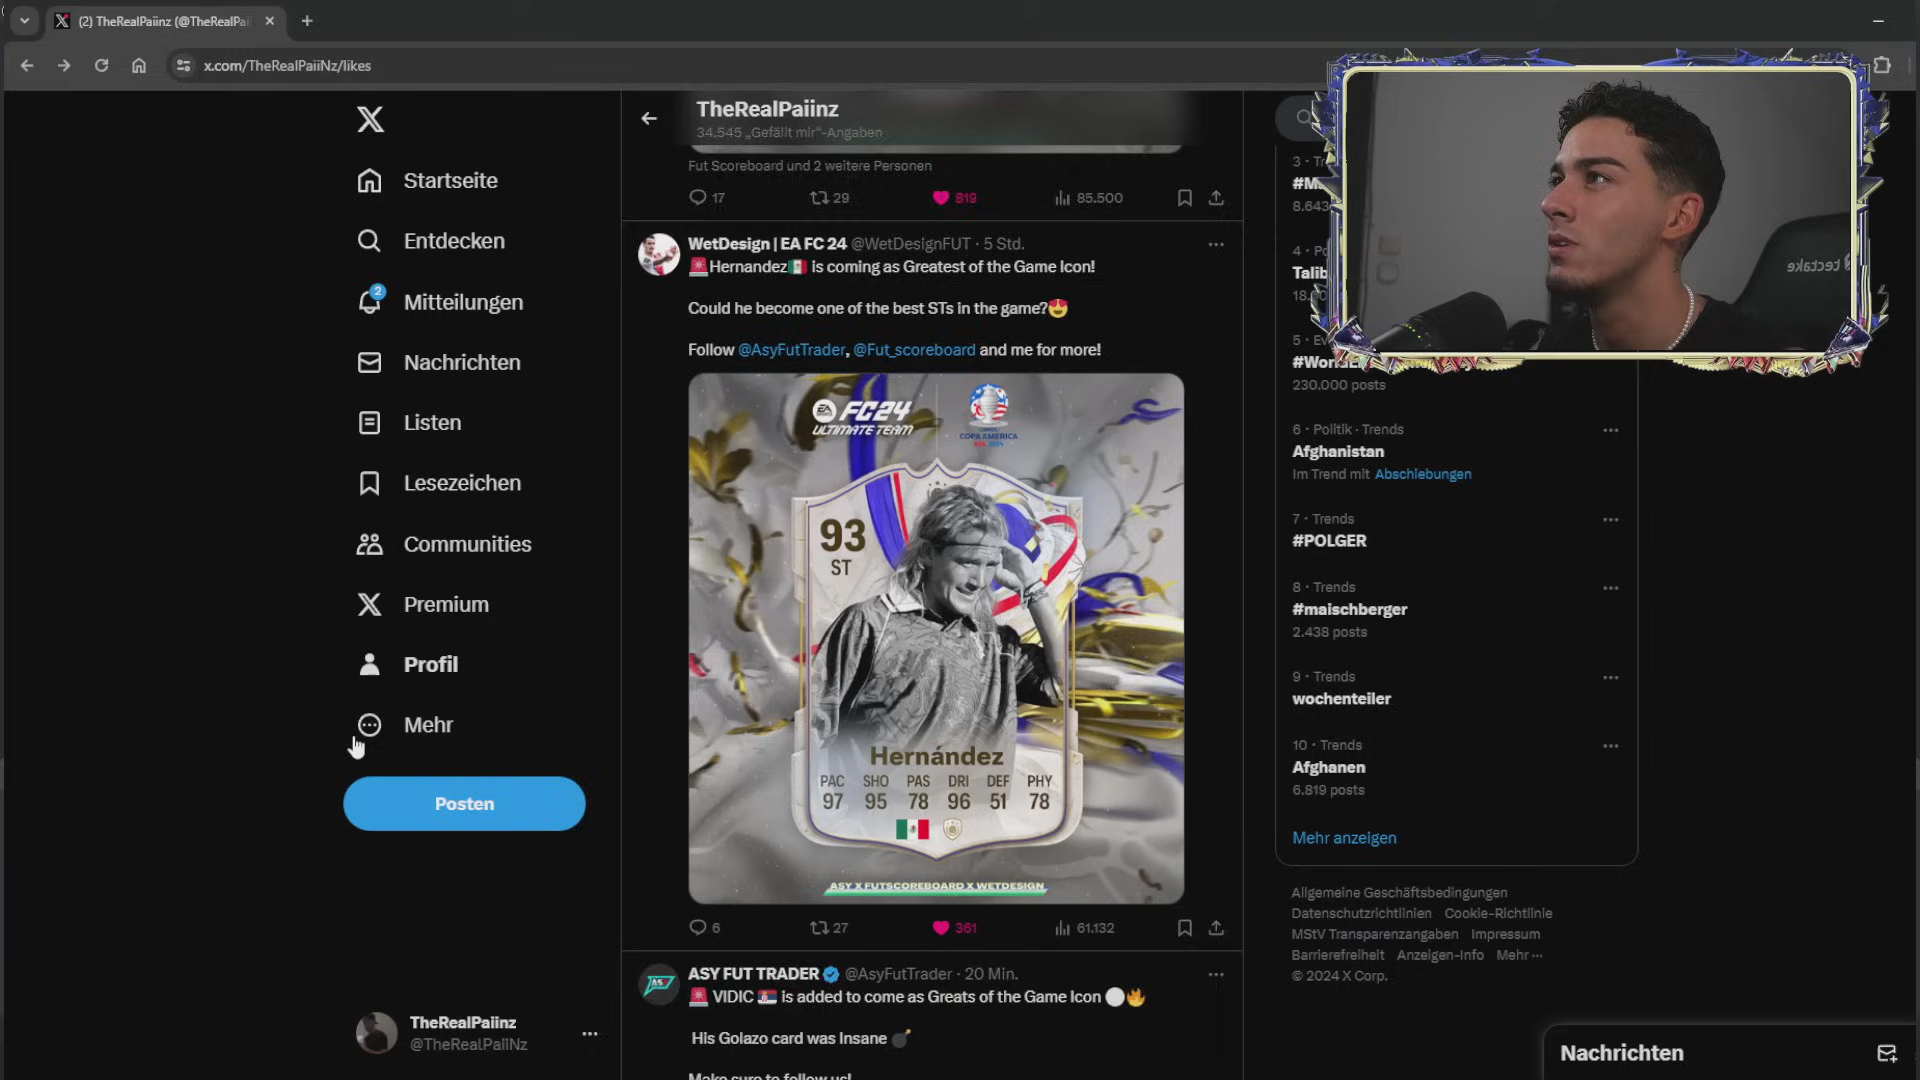 (2) TheRealPaiinz (@TheRealPai
x.com/TheRealPaiiNz/likes
Startseite
Entdecken
2
Mitteilungen
Nachrichten
Listen
Lesezeichen
Communities
Premium
Profil
Mehr
Posten
TheRealPaiinz
@TheRealPaiiNz
TheRealPaiinz
34.545 „Gefällt mir“-Angaben
Fut Scoreboard und 2 weitere Personen
17 29 819 85.500
WetDesign | EA FC 24 @WetDesignFUT · 5 Std.
🚨Hernandez🇲🇽 is coming as Greatest of the Game Icon!
Could he become one of the best STs in the game?😍
Follow @AsyFutTrader, @Fut_scoreboard and me for more!
EA SPORTS FC24
ULTIMATE TEAM
COPA AMERICA
93
ST
Hernández
PAC SHO PAS DRI DEF PHY
97 95 78 96 51 78
ASY X FUTSCOREBOARD X WETDESIGN
6 27 361 61.132
ASY FUT TRADER @AsyFutTrader · 20 Min.
🚨 VIDIC 🇷🇸 is added to come as Greats of the Game Icon ⚪🔥
His Golazo card was Insane 💣
Make sure to follow us!
3 · Tr
#M
8.643
4 · Po
Talib
18.
5 · Ev
#Worl
230.000 posts
6 · Politik · Trends
Afghanistan
Im Trend mit Abschiebungen
7 · Trends
#POLGER
8 · Trends
#maischberger
2.438 posts
9 · Trends
wochenteiler
10 · Trends
Afghanen
6.819 posts
Mehr anzeigen
Allgemeine Geschäftsbedingungen
Datenschutzrichtlinien Cookie-Richtlinie
MStV Transparenzangaben Impressum
Barrierefreiheit Anzeigen-Info Mehr ···
© 2024 X Corp.
Nachrichten
tectake